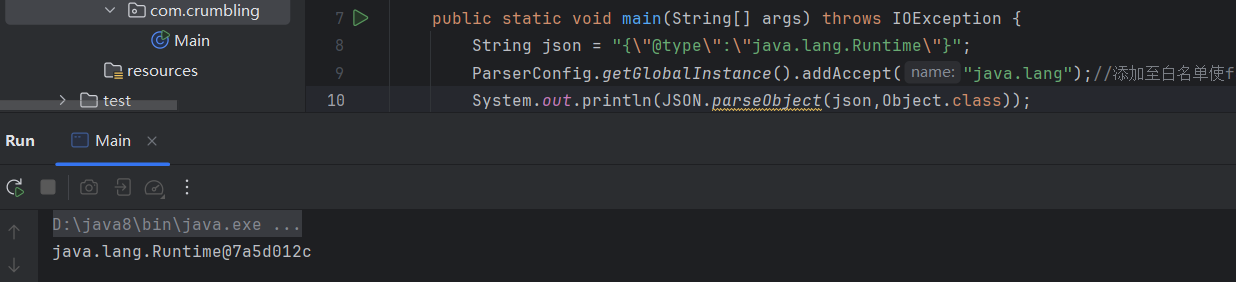 com.crumbling
Main
resources
test
7 public static void main(String[] args) throws IOException {
8 String json = "{\"@type\":\"java.lang.Runtime\"}";
9 ParserConfig.getGlobalInstance().addAccept( name: "java.lang");//添加至白名单使f
10 System.out.println(JSON.parseObject(json,Object.class));
Run Main
D:\java8\bin\java.exe ...
java.lang.Runtime@7a5d012c